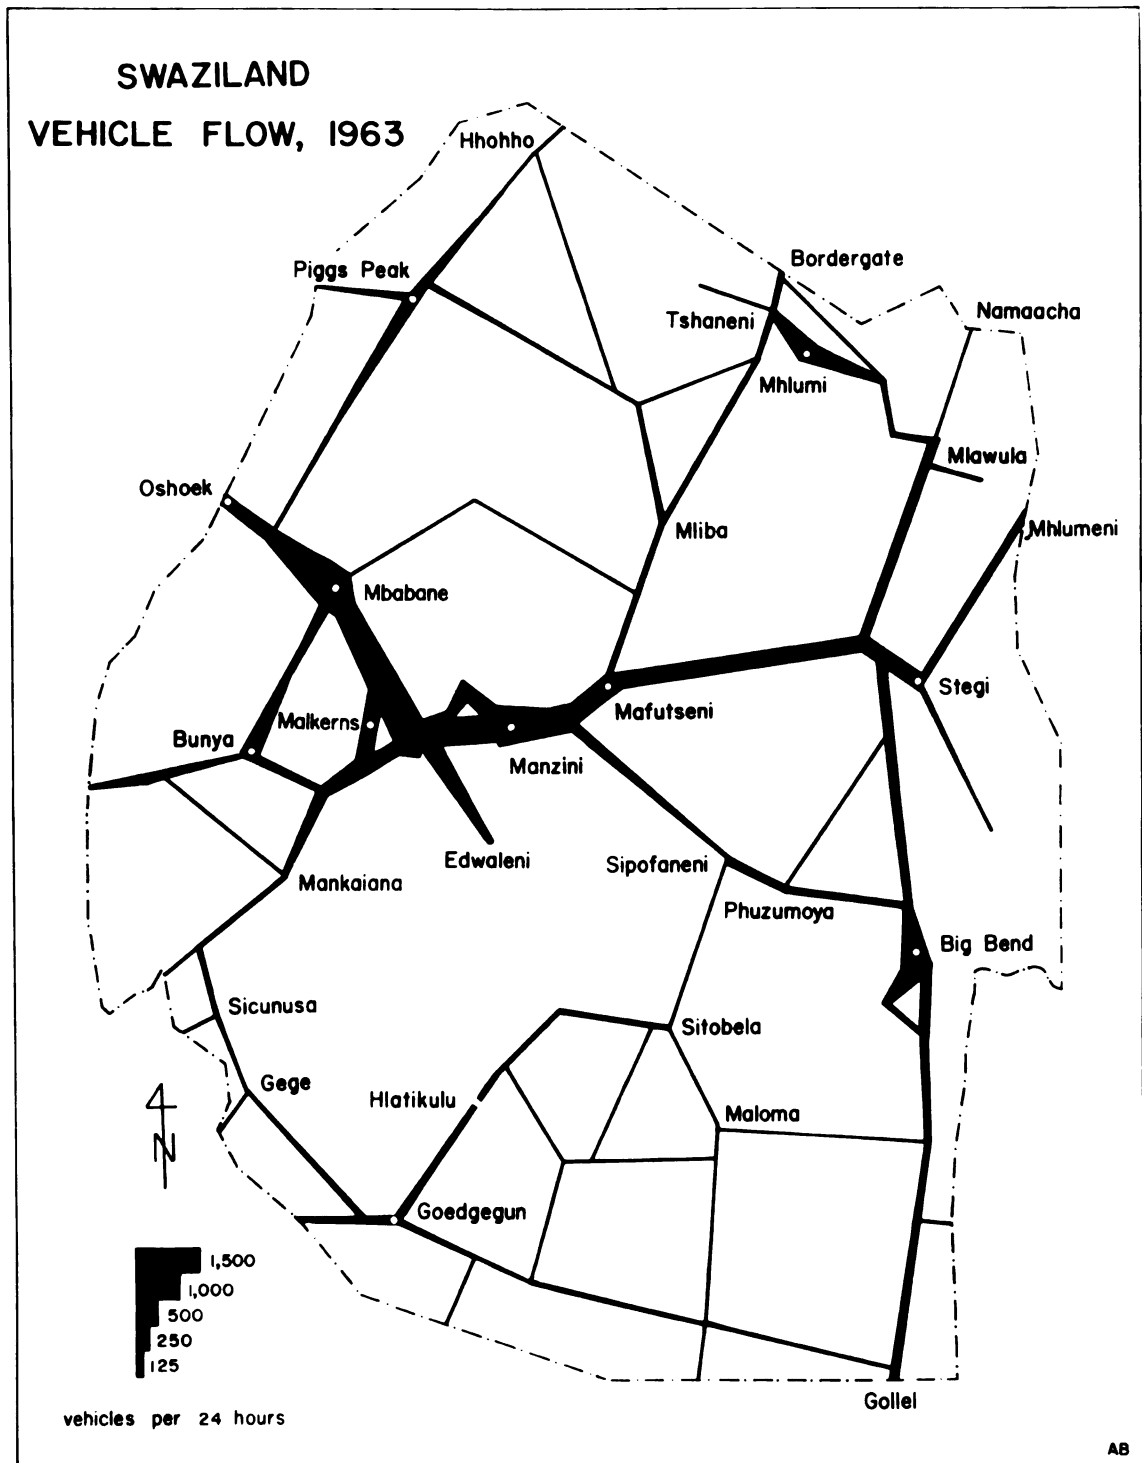 SWAZILAND
VEHICLE FLOW, 1963
Hhohho
Bordergate
Piggs Peak
Namaacha
Tshaneni
Mhlumi
Mlawula
Oshoek
Mliba
Mhlumeni
Mbabane
Stegi
Malkerns
Mafutseni
Bunya
Manzini
Edwaleni
Sipofaneni
Mankaiana
Phuzumoya
Big Bend
Sicunusa
Sitobela
Gege
Hlatikulu
Maloma
N
Goedgegun
1,500
1,000
500
250
125
Gollel
vehicles per 24 hours
AB